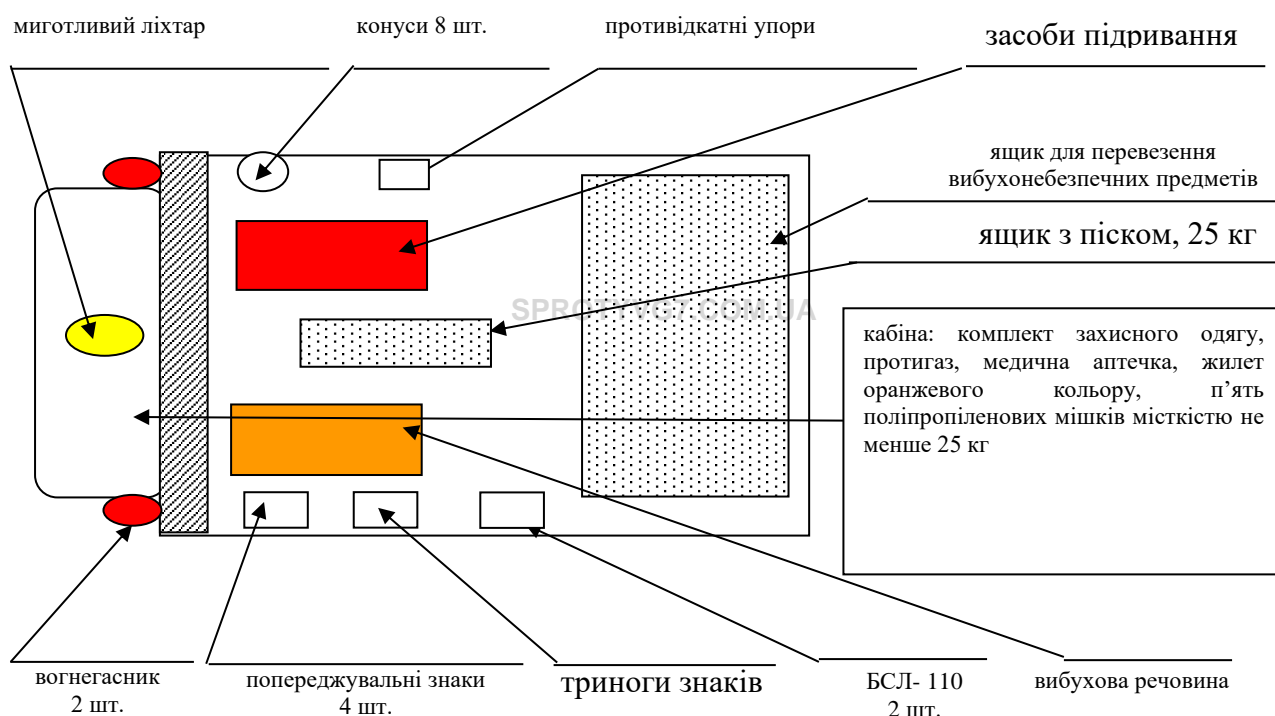 миготливий ліхтар
конуси 8 шт.
противідкатні упори
засоби підривання
ящик для перевезення
вибухонебезпечних предметів
ящик з піском, 25 кг
SPROTYVG7.COM.UA
кабіна: комплект захисного одягу,
протигаз, медична аптечка, жилет
оранжевого кольору, п’ять
поліпропіленових мішків місткістю не
менше 25 кг
вогнегасник
2 шт.
попереджувальні знаки
4 шт.
триноги знаків
БСЛ- 110
2 шт.
вибухова речовина